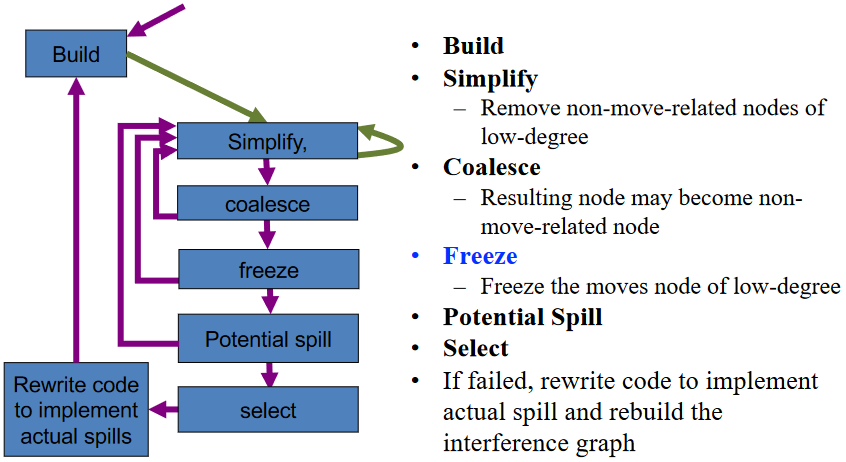 Build
Simplify,
coalesce
freeze
Potential spill
select
Rewrite code
to implement
actual spills
• Build
• Simplify
– Remove non-move-related nodes of
low-degree
• Coalesce
– Resulting node may become non-
move-related node
• Freeze
– Freeze the moves node of low-degree
• Potential Spill
• Select
• If failed, rewrite code to implement
actual spill and rebuild the
interference graph